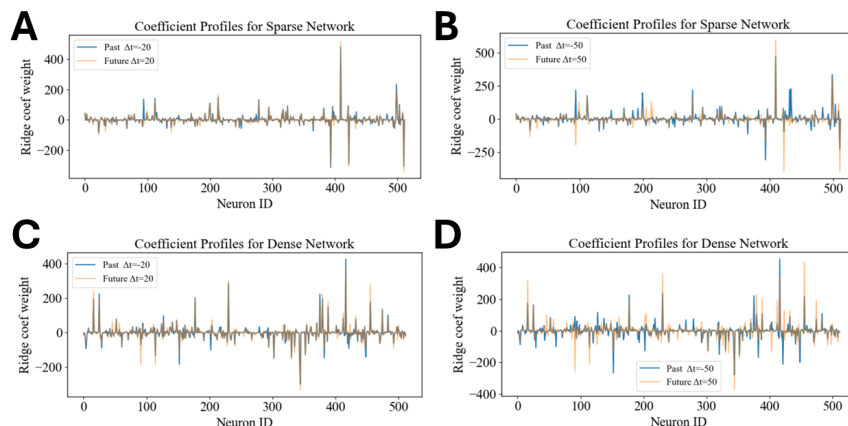 A
Coefficient Profiles for Sparse Network
Past Δt=-20
Future Δt=20
Ridge coef weight
400
200
0
−200
0 100 200 300 400 500
Neuron ID
B
Coefficient Profiles for Sparse Network
Past Δt=-50
Future Δt=50
Ridge coef weight
500
250
0
−250
0 100 200 300 400 500
Neuron ID
C
Coefficient Profiles for Dense Network
Past Δt=-20
Future Δt=20
Ridge coef weight
400
200
0
−200
0 100 200 300 400 500
Neuron ID
D
Coefficient Profiles for Dense Network
Ridge coef weight
400
200
0
−200
−400
Past Δt=-50
Future Δt=50
0 100 200 300 400 500
Neuron ID